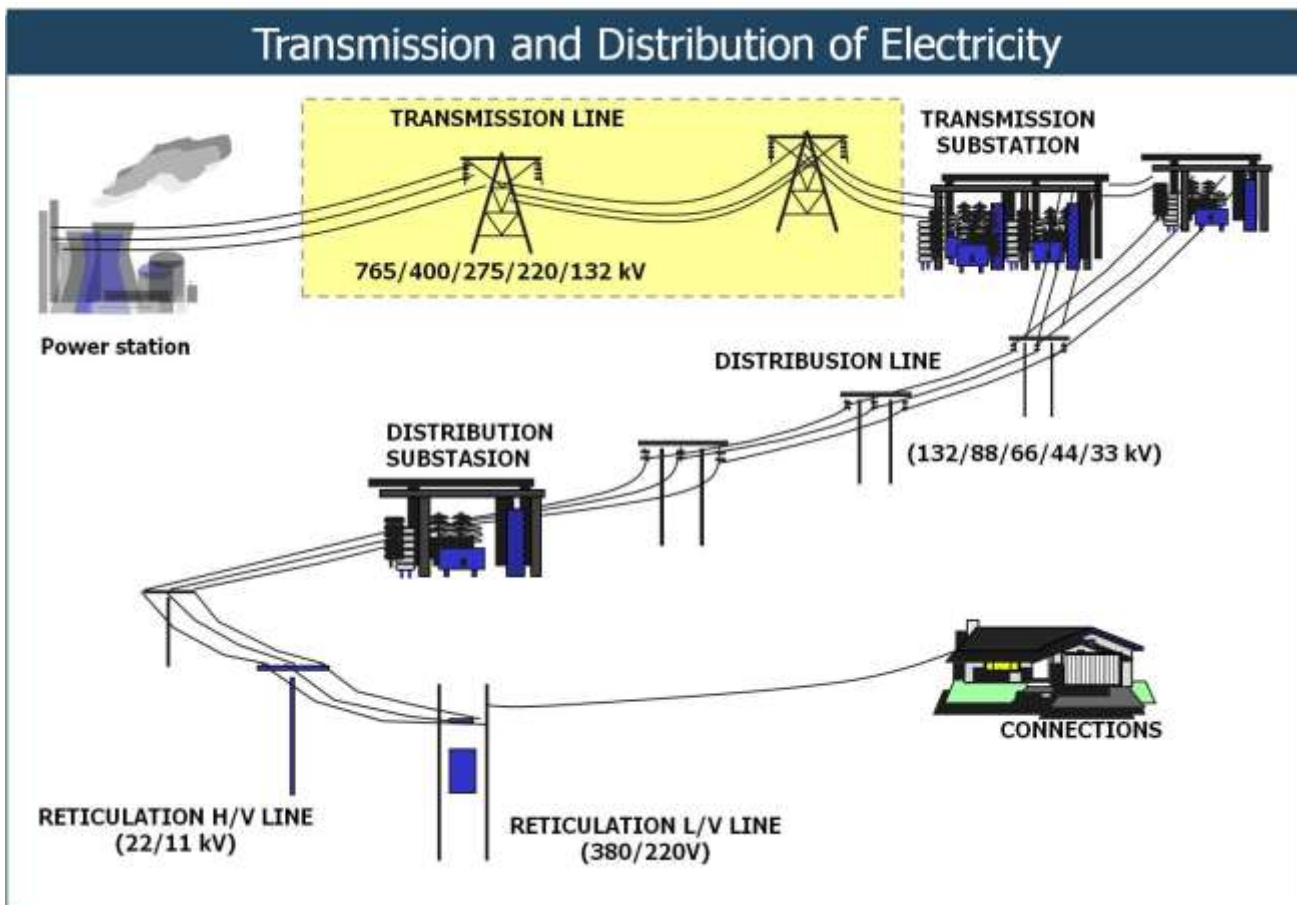 Transmission and Distribution of Electricity
TRANSMISSION LINE
TRANSMISSION
SUBSTATION
765/400/275/220/132 kV
Power station
DISTRIBUSION LINE
(132/88/66/44/33 kV)
DISTRIBUTION
SUBSTASION
CONNECTIONS
RETICULATION H/V LINE
(22/11 kV)
RETICULATION L/V LINE
(380/220V)